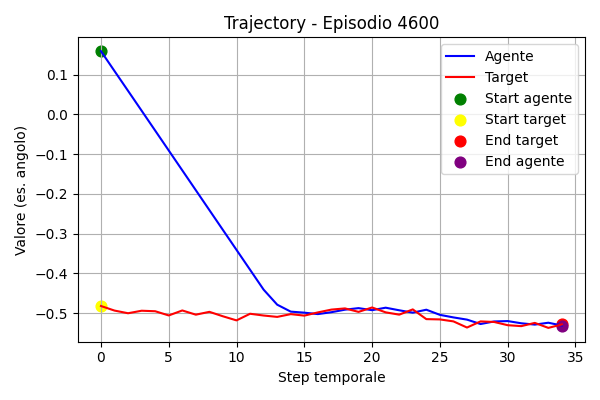 Trajectory - Episodio 4600
Valore (es. angolo)
0.1
0.0
−0.1
−0.2
−0.3
−0.4
−0.5
Agente
Target
Start agente
Start target
End target
End agente
0 5 10 15 20 25 30 35
Step temporale